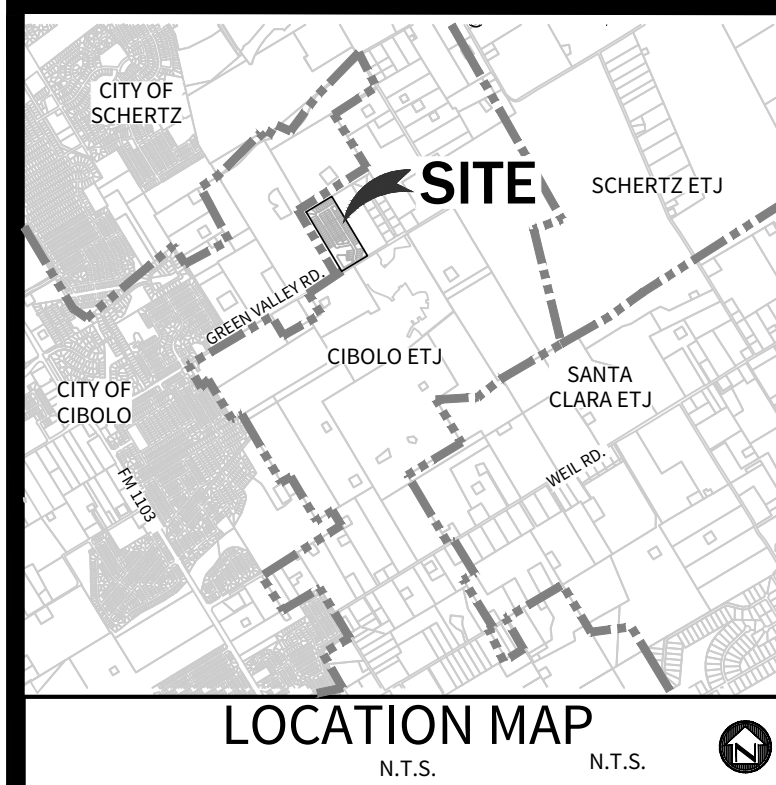 CITY OF
SCHERTZ
SITE
SCHERTZ ETJ
GREEN VALLEY RD.
CIBOLO ETJ
CITY OF
CIBOLO
SANTA
CLARA ETJ
WEIL RD.
FM 1103
LOCATION MAP
N.T.S.
N.T.S.
N